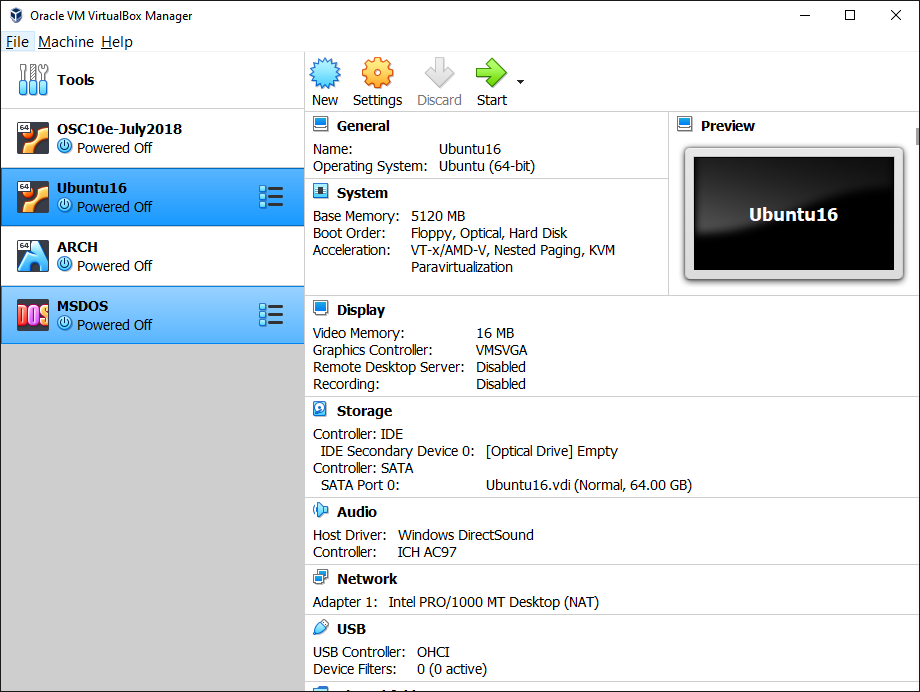 Oracle VM VirtualBox Manager
File Machine Help
Tools
64
OSC10e-July2018
Powered Off
64
Ubuntu16
Powered Off
64
ARCH
Powered Off
DOS
MSDOS
Powered Off
New Settings Discard Start
General
Name: Ubuntu16
Operating System: Ubuntu (64-bit)
Preview
Ubuntu16
System
Base Memory: 5120 MB
Boot Order: Floppy, Optical, Hard Disk
Acceleration: VT-x/AMD-V, Nested Paging, KVM
Paravirtualization
Display
Video Memory: 16 MB
Graphics Controller: VMSVGA
Remote Desktop Server: Disabled
Recording: Disabled
Storage
Controller: IDE
IDE Secondary Device 0: [Optical Drive] Empty
Controller: SATA
SATA Port 0: Ubuntu16.vdi (Normal, 64.00 GB)
Audio
Host Driver: Windows DirectSound
Controller: ICH AC97
Network
Adapter 1: Intel PRO/1000 MT Desktop (NAT)
USB
USB Controller: OHCI
Device Filters: 0 (0 active)